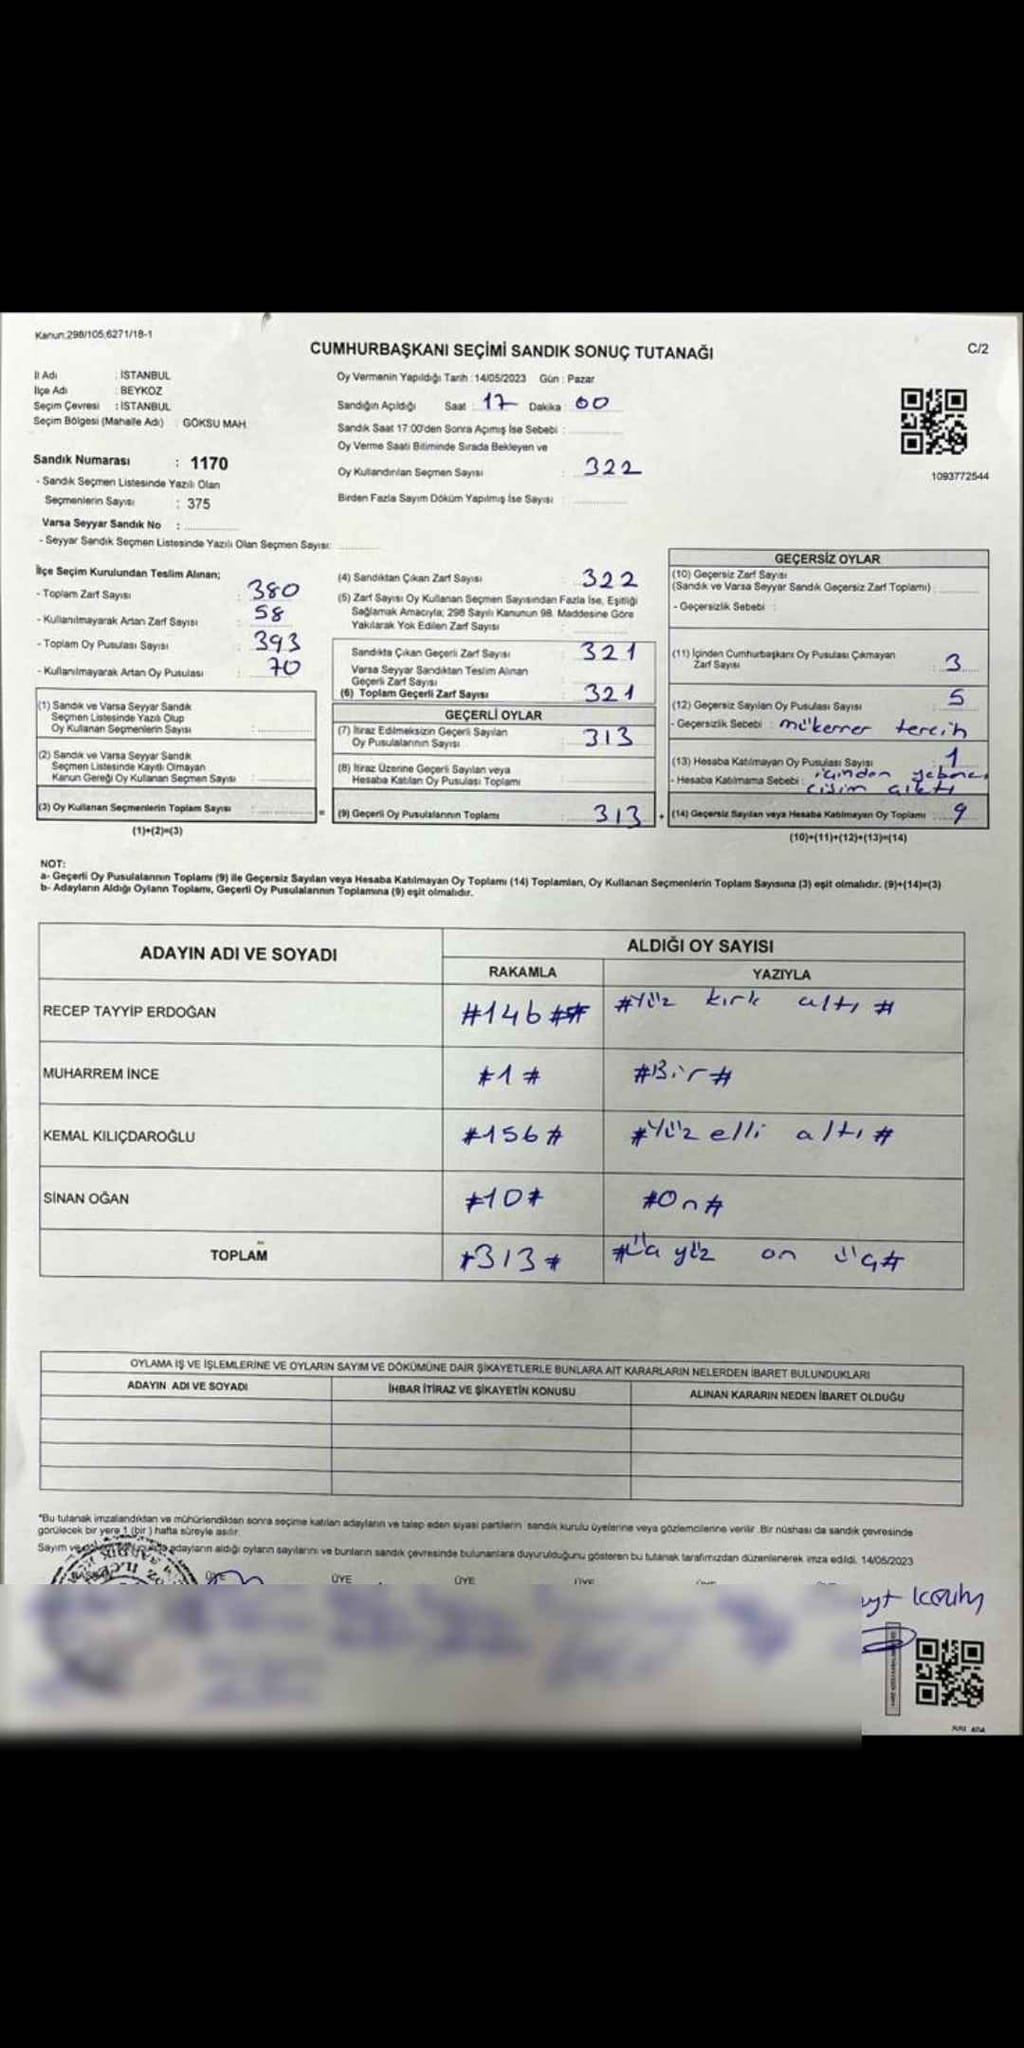 Kanun:298/105,6271/18-1
CUMHURBAŞKANI SEÇİMİ SANDIK SONUÇ TUTANAĞI
C/2
İl Adı : İSTANBUL
İlçe Adı : BEYKOZ
Seçim Çevresi : İSTANBUL
Seçim Bölgesi (Mahalle Adı) : GÖKSU MAH.
Sandık Numarası : 1170
- Sandık Seçmen Listesinde Yazılı Olan
Seçmenlerin Sayısı : 375
Varsa Seyyar Sandık No :
- Seyyar Sandık Seçmen Listesinde Yazılı Olan Seçmen Sayısı:
Oy Vermenin Yapıldığı Tarih : 14/05/2023 Gün : Pazar
Sandığın Açıldığı Saat : 17 Dakika : 00
Sandık Saat 17:00'den Sonra Açımış İse Sebebi :
Oy Verme Saati Bitiminde Sırada Bekleyen ve
Oy Kullandırılan Seçmen Sayısı : 322
Birden Fazla Sayım Döküm Yapılmış İse Sayısı :
1093772544
İlçe Seçim Kurulundan Teslim Alınan;
- Toplam Zarf Sayısı : 380
- Kullanılmayarak Artan Zarf Sayısı : 58
- Toplam Oy Pusulası Sayısı : 393
- Kullanılmayarak Artan Oy Pusulası : 70
(1) Sandık ve Varsa Seyyar Sandık
Seçmen Listesinde Yazılı Olup
Oy Kullanan Seçmenlerin Sayısı :
(2) Sandık ve Varsa Seyyar Sandık
Seçmen Listesinde Kayıtlı Olmayan
Kanun Gereği Oy Kullanan Seçmen Sayısı :
(3) Oy Kullanan Seçmenlerin Toplam Sayısı :
(1)+(2)=(3)
(4) Sandıktan Çıkan Zarf Sayısı : 322
(5) Zarf Sayısı Oy Kullanan Seçmen Sayısından Fazla İse, Eşitliği
Sağlamak Amacıyla; 298 Sayılı Kanunun 98. Maddesine Göre
Yakılarak Yok Edilen Zarf Sayısı :
Sandıkta Çıkan Geçerli Zarf Sayısı : 321
Varsa Seyyar Sandıktan Teslim Alınan
Geçerli Zarf Sayısı :
(6) Toplam Geçerli Zarf Sayısı : 321
GEÇERLİ OYLAR
(7) İtiraz Edilmeksizin Geçerli Sayılan
Oy Pusulalarının Sayısı : 313
(8) İtiraz Üzerine Geçerli Sayılan veya
Hesaba Katılan Oy Pusulası Toplamı :
= (9) Geçerli Oy Pusulalarının Toplamı : 313 +
GEÇERSİZ OYLAR
(10) Geçersiz Zarf Sayısı
(Sandık ve Varsa Seyyar Sandık Geçersiz Zarf Toplamı) :
- Geçersizlik Sebebi :
(11) İçinden Cumhurbaşkanı Oy Pusulası Çıkmayan
Zarf Sayısı : 3
(12) Geçersiz Sayılan Oy Pusulası Sayısı : 5
- Geçersizlik Sebebi : mükerrer tercih
(13) Hesaba Katılmayan Oy Pusulası Sayısı : 1
- Hesaba Katılmama Sebebi : içinden yabancı
cisim çıktı
(14) Geçersiz Sayılan veya Hesaba Katılmayan Oy Toplamı : 9
(10)+(11)+(12)+(13)=(14)
NOT:
a- Geçerli Oy Pusulalarının Toplamı (9) ile Geçersiz Sayılan veya Hesaba Katılmayan Oy Toplamı (14) Toplamları, Oy Kullanan Seçmenlerin Toplam Sayısına (3) eşit olmalıdır. (9)+(14)=(3)
b- Adayların Aldığı Oyların Toplamı, Geçerli Oy Pusulalarının Toplamına (9) eşit olmalıdır.
ADAYIN ADI VE SOYADI
ALDIĞI OY SAYISI
RAKAMLA YAZIYLA
RECEP TAYYİP ERDOĞAN #146## #Yüz kırk altı#
MUHARREM İNCE #1# #Bir#
KEMAL KILIÇDAROĞLU #156# #Yüz elli altı#
SİNAN OĞAN #10# #On#
TOPLAM #313# #Üç yüz on üç#
OYLAMA İŞ VE İŞLEMLERİNE VE OYLARIN SAYIM VE DÖKÜMÜNE DAİR ŞİKAYETLERLE BUNLARA AİT KARARLARIN NELERDEN İBARET BULUNDUKLARI
ADAYIN ADI VE SOYADI İHBAR İTİRAZ VE ŞİKAYETİN KONUSU ALINAN KARARIN NEDEN İBARET OLDUĞU
*Bu tutanak imzalandıktan ve mühürlendikten sonra seçime katılan adayların ve talep eden siyasi partilerin sandık kurulu üyelerine veya gözlemcilerine verilir. Bir nüshası da sandık çevresinde
görülecek bir yere 1 (bir) hafta süreyle asılır.
Sayım ve adayların aldığı oyların sayılarını ve bunların sandık çevresinde bulunanlara duyurulduğunu gösteren bu tutanak tarafımızdan düzenlenerek imza edildi. 14/05/2023
BAŞKAN ÜYE ÜYE ÜYE ÜYE